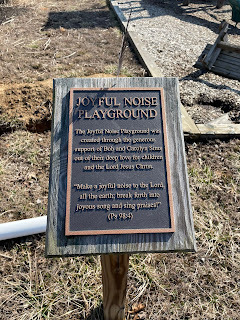 JOYFUL NOISE
PLAYGROUND
The Joyful Noise Playground was
created through the generous
support of Bob and Carolyn Sims
out of their deep love for children
and the Lord Jesus Christ.
"Make a joyful noise to the Lord
all the earth; break forth into
joyous song and sing praises!"
(Ps 98:4)